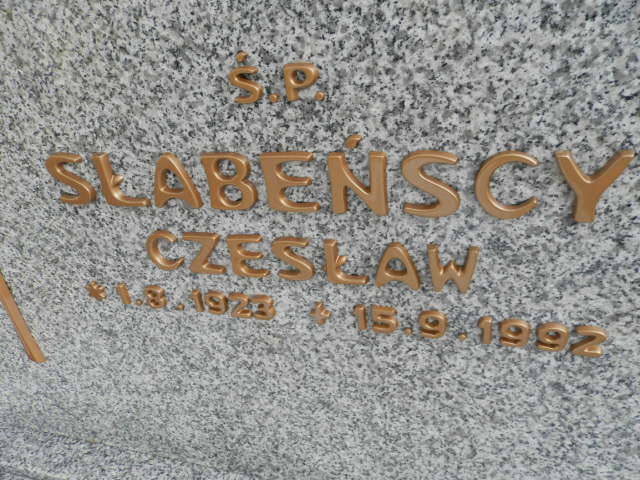 Ś.P.
SŁABEŃSCY
CZESŁAW
* 1.8.1923 + 15.9.1992